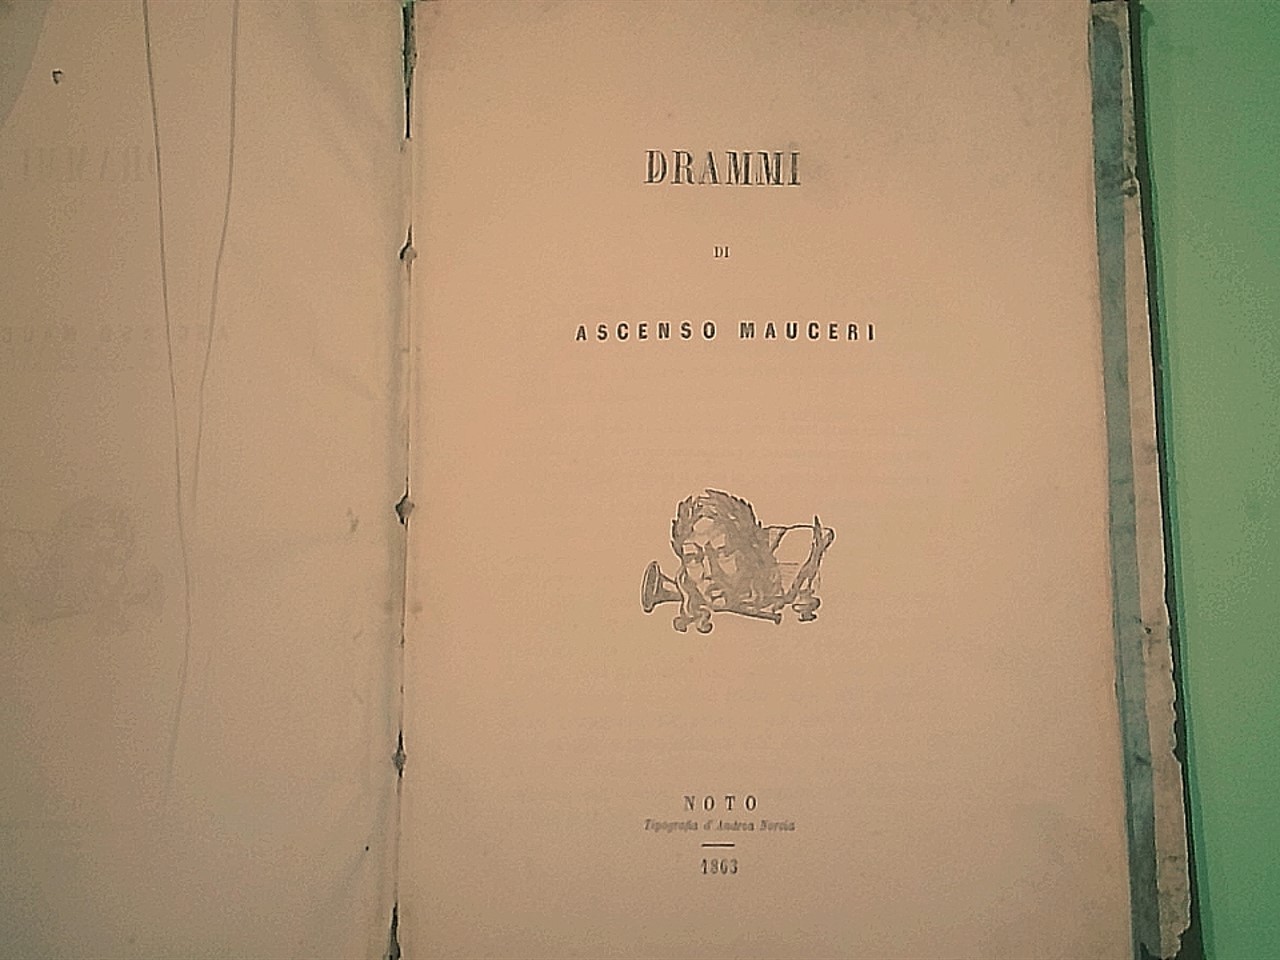 DRAMMI
DI
ASCENSO MAUCERI
NOTO
Tipografia d'Andrea Norcia
1863